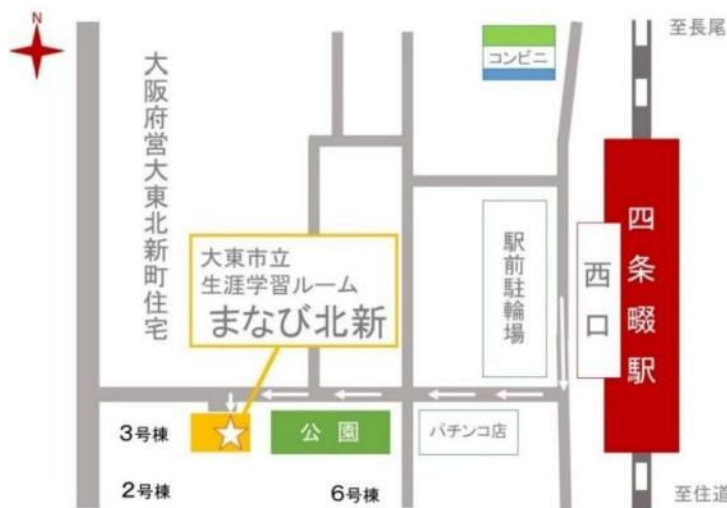 N
至長尾
コンビニ
大阪府営大東北新町住宅
四条畷駅
西口
駅前駐輪場
大東市立
生涯学習ルーム
まなび北新
3号棟
公園
パチンコ店
2号棟
6号棟
至住道